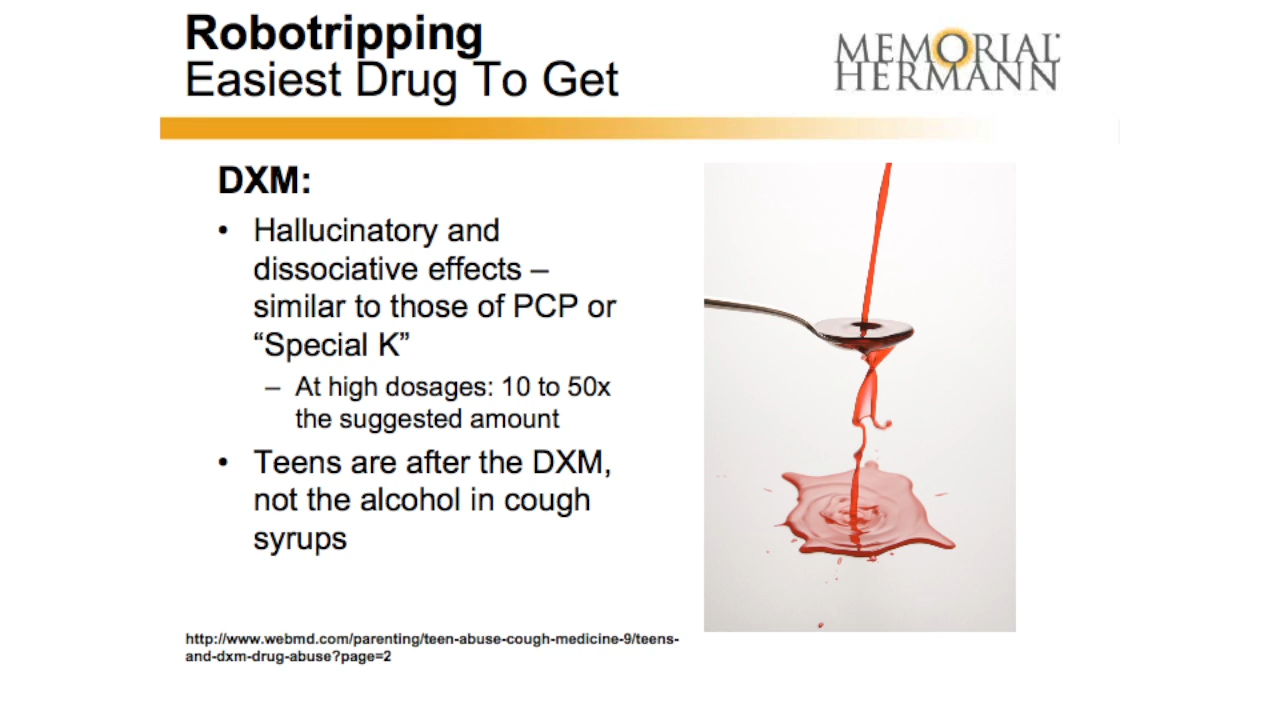 Robotripping
Easiest Drug To Get
MEMORIAL
HERMANN
DXM:
• Hallucinatory and
dissociative effects –
similar to those of PCP or
“Special K”
– At high dosages: 10 to 50x
the suggested amount
• Teens are after the DXM,
not the alcohol in cough
syrups
http://www.webmd.com/parenting/teen-abuse-cough-medicine-9/teens-
and-dxm-drug-abuse?page=2